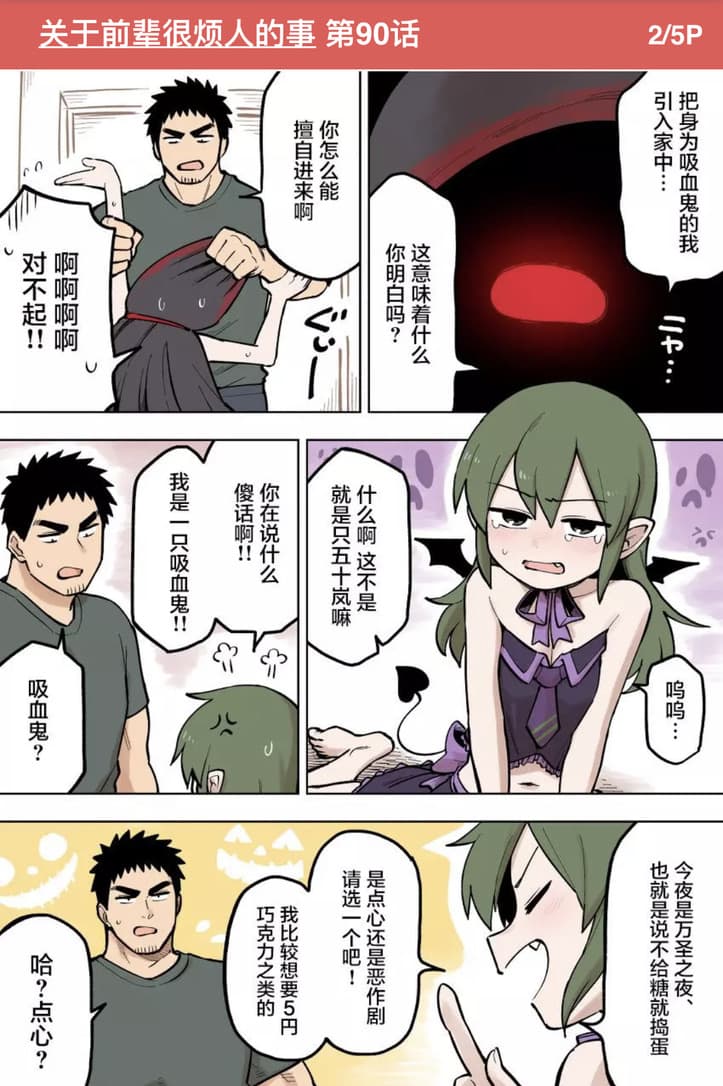 关于前辈很烦人的事 第90话
2/5P
把身为吸血鬼的我
引入家中…
这意味着什么
你明白吗？
ニャ…
你怎么能
擅自进来啊
啊啊啊啊
对不起!!
ぐぃー
什么啊 这不是
就是只五十岚嘛
呜呜…
你在说什么
傻话啊!!
我是一只吸血鬼!!
吸血鬼？
今夜是万圣之夜、
也就是说不给糖就捣蛋
是点心还是恶作剧
请选一个吧！
我比较想要5円
巧克力之类的
哈？点心？